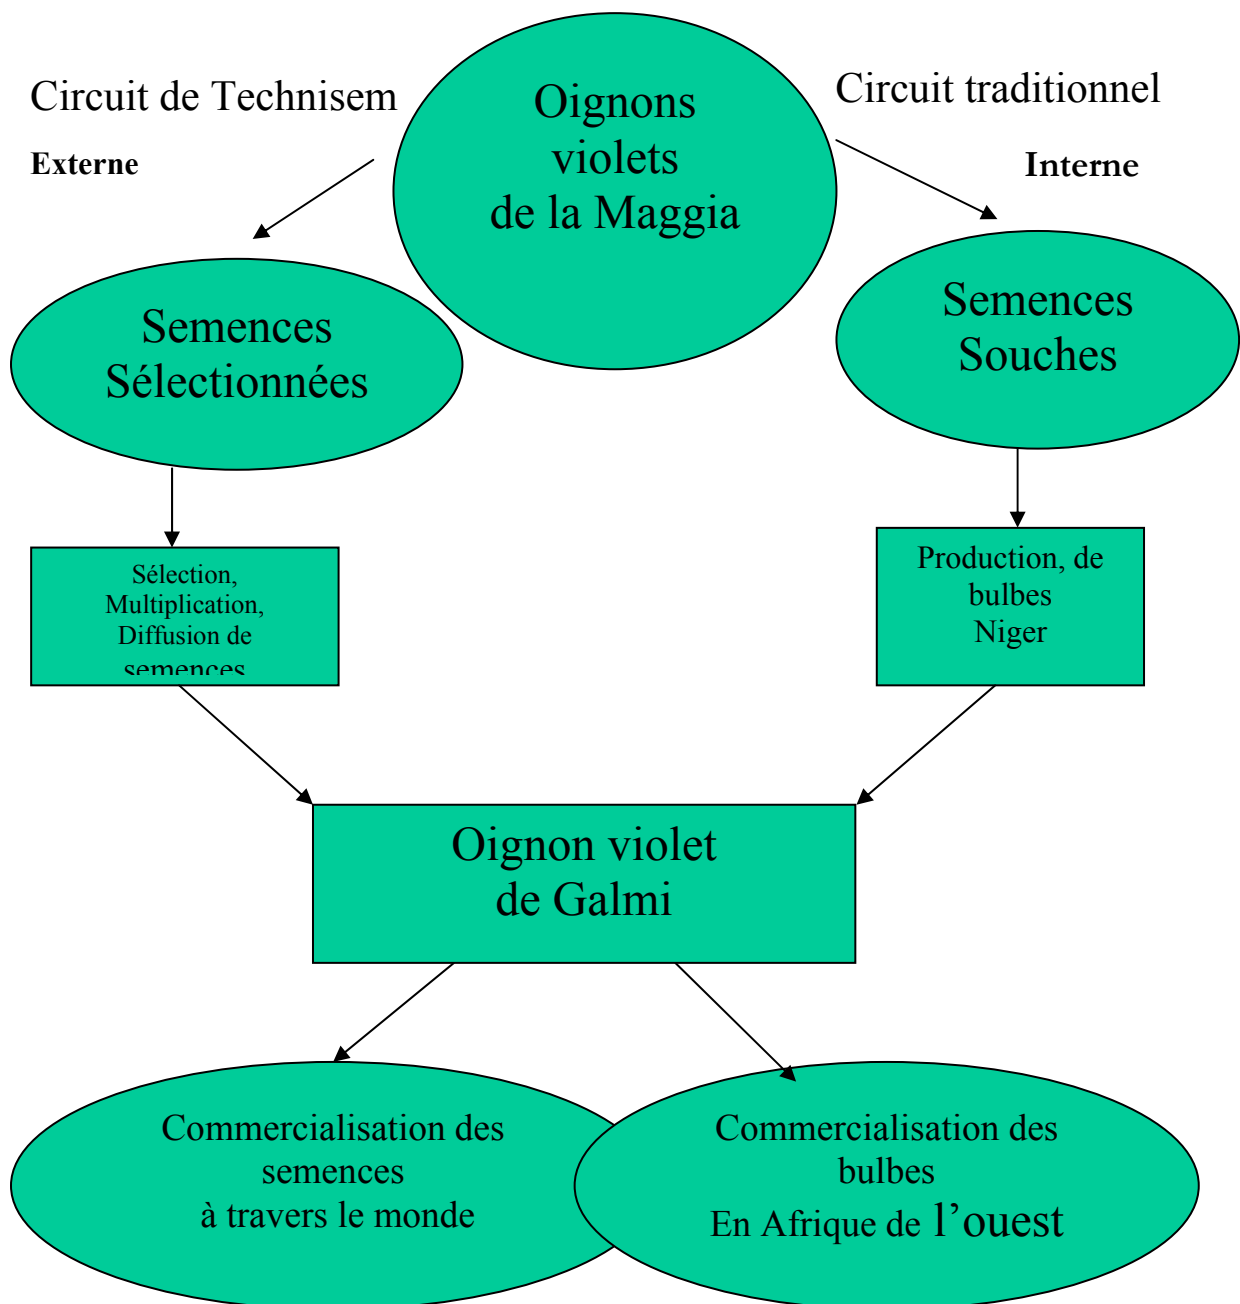 Circuit de Technisem
Externe
Oignons
violets
de la Maggia
Circuit traditionnel
Interne
Semences
Sélectionnées
Semences
Souches
Sélection,
Multiplication,
Diffusion de
semences
Production, de
bulbes
Niger
Oignon violet
de Galmi
Commercialisation des
semences
à travers le monde
Commercialisation des
bulbes
En Afrique de l’ouest